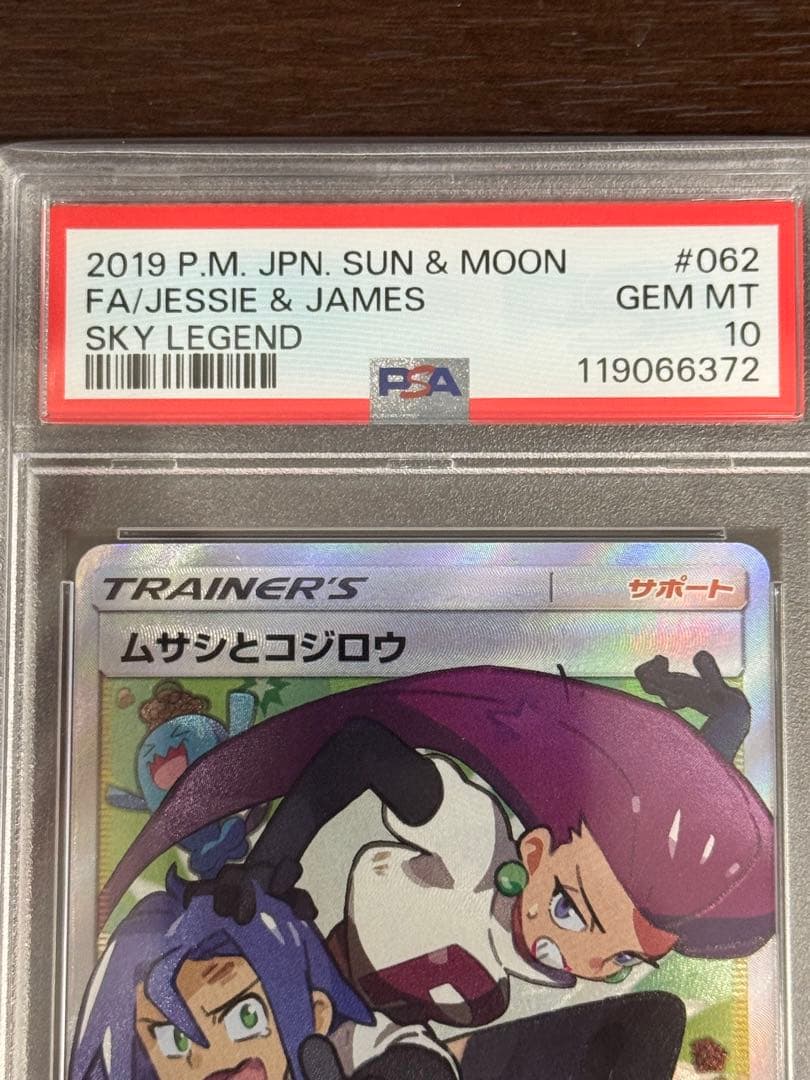 2019 P.M. JPN. SUN & MOON #062
FA/JESSIE & JAMES GEM MT
SKY LEGEND 10
PSA 119066372
TRAINER'S サポート
ムサシとコジロウ